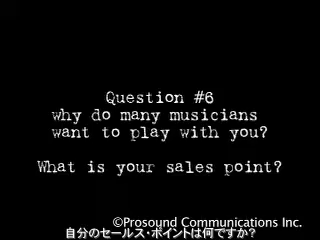 Question #6
why do many musicians
want to play with you?
What is your sales point?
©Prosound Communications Inc.
自分のセールス・ポイントは何ですか?